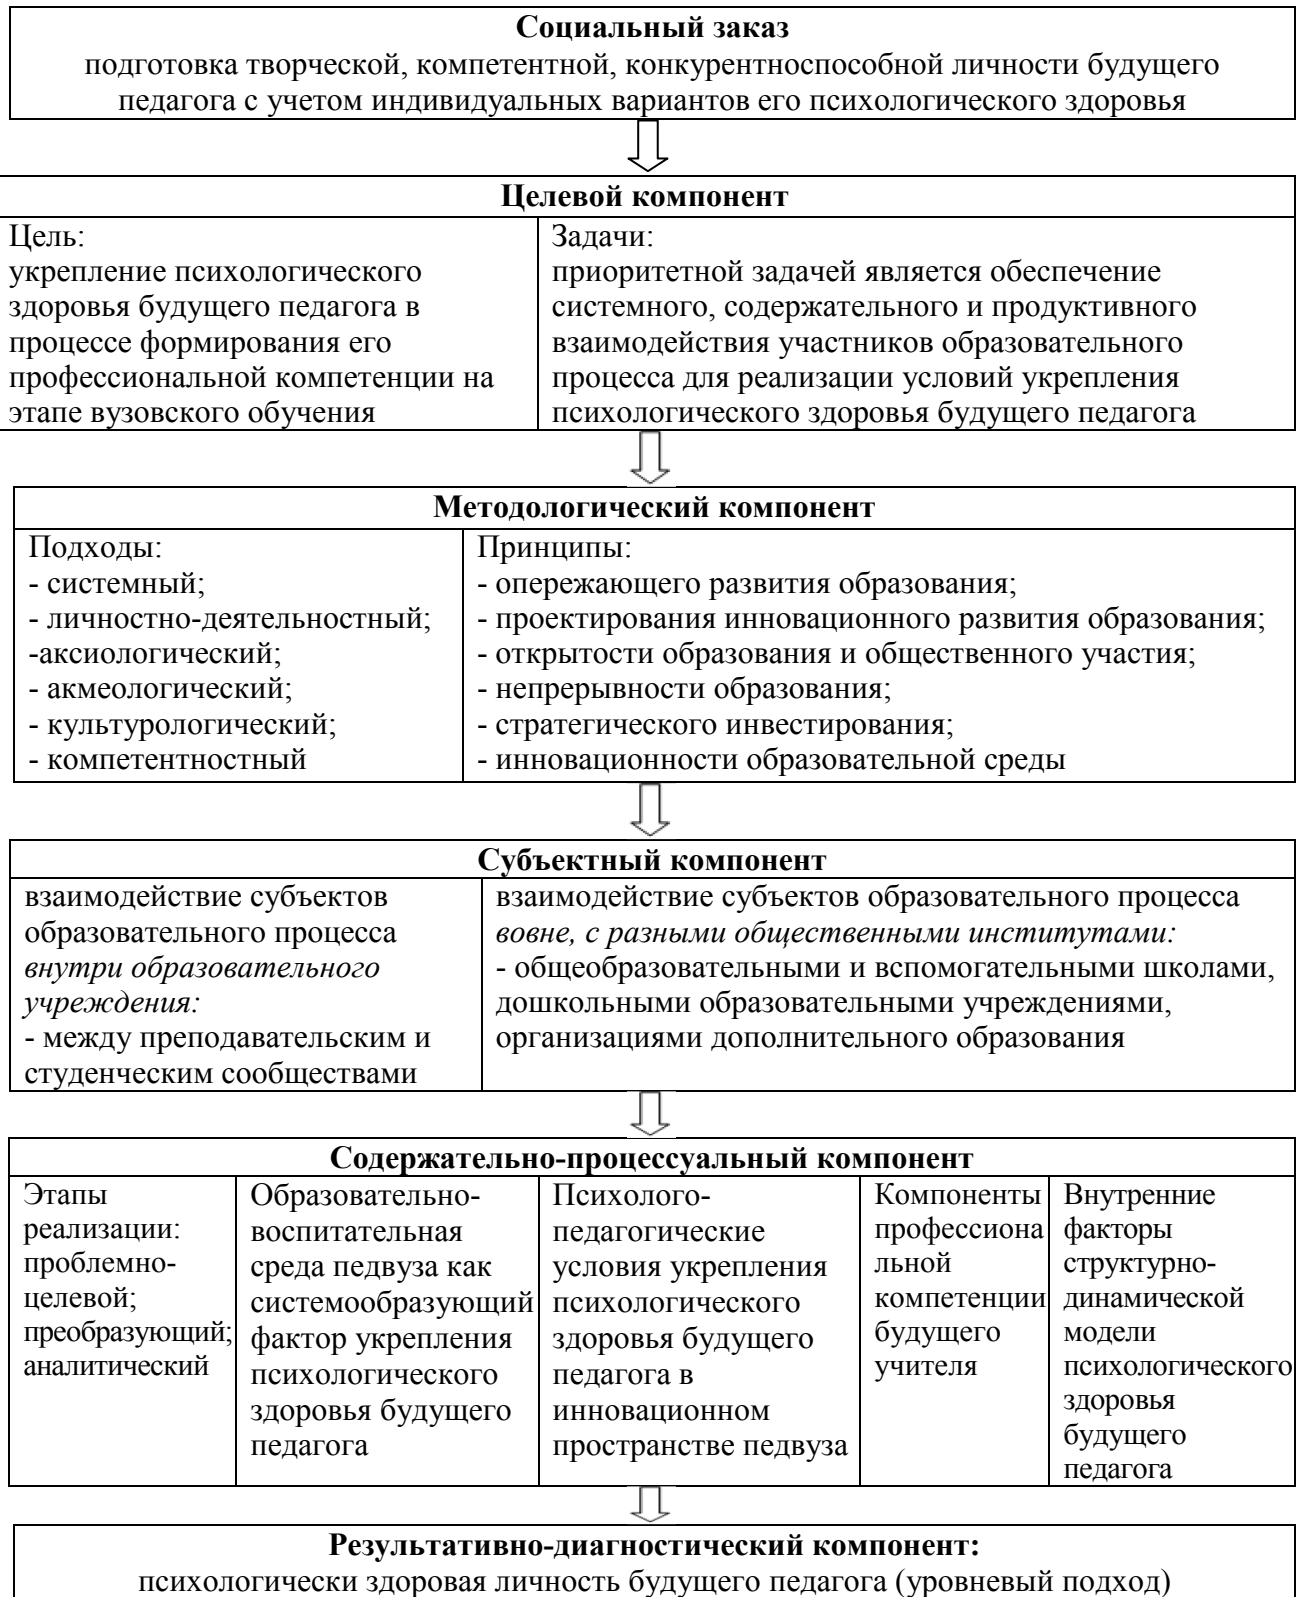 Социальный заказ
подготовка творческой, компетентной, конкурентноспособной личности будущего
педагога с учетом индивидуальных вариантов его психологического здоровья
Целевой компонент
Цель:
укрепление психологического
здоровья будущего педагога в
процессе формирования его
профессиональной компетенции на
этапе вузовского обучения
Задачи:
приоритетной задачей является обеспечение
системного, содержательного и продуктивного
взаимодействия участников образовательного
процесса для реализации условий укрепления
психологического здоровья будущего педагога
Методологический компонент
Подходы:
- системный;
- личностно-деятельностный;
-аксиологический;
- акмеологический;
- культурологический;
- компетентностный
Принципы:
- опережающего развития образования;
- проектирования инновационного развития образования;
- открытости образования и общественного участия;
- непрерывности образования;
- стратегического инвестирования;
- инновационности образовательной среды
Субъектный компонент
взаимодействие субъектов
образовательного процесса
внутри образовательного
учреждения:
- между преподавательским и
студенческим сообществами
взаимодействие субъектов образовательного процесса
вовне, с разными общественными институтами:
- общеобразовательными и вспомогательными школами,
дошкольными образовательными учреждениями,
организациями дополнительного образования
Содержательно-процессуальный компонент
Этапы
реализации:
проблемно-
целевой;
преобразующий;
аналитический
Образовательно-
воспитательная
среда педвуза как
системообразующий
фактор укрепления
психологического
здоровья будущего
педагога
Психолого-
педагогические
условия укрепления
психологического
здоровья будущего
педагога в
инновационном
пространстве педвуза
Компоненты
профессиона
льной
компетенции
будущего
учителя
Внутренние
факторы
структурно-
динамической
модели
психологического
здоровья
будущего
педагога
Результативно-диагностический компонент:
психологически здоровая личность будущего педагога (уровневый подход)